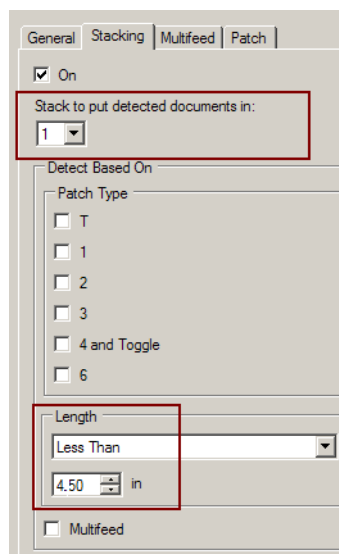 General Stacking Multifeed Patch
On
Stack to put detected documents in:
1
Detect Based On
Patch Type
T
1
2
3
4 and Toggle
6
Length
Less Than
4.50 in
Multifeed